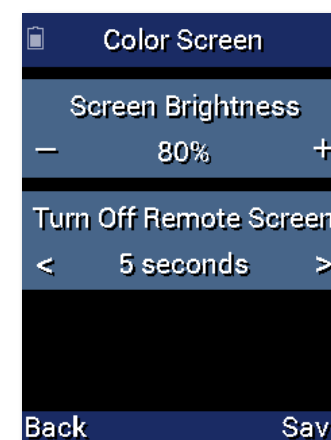 Color Screen
Screen Brightness
– 80% +
Turn Off Remote Screen
< 5 seconds >
Back Sav